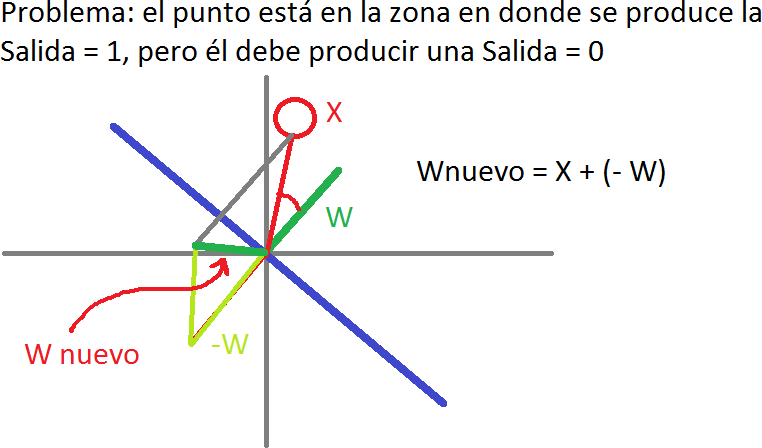 Problema: el punto está en la zona en donde se produce la
Salida = 1, pero él debe producir una Salida = 0
X
Wnuevo = X + (- W)
W
-W
W nuevo